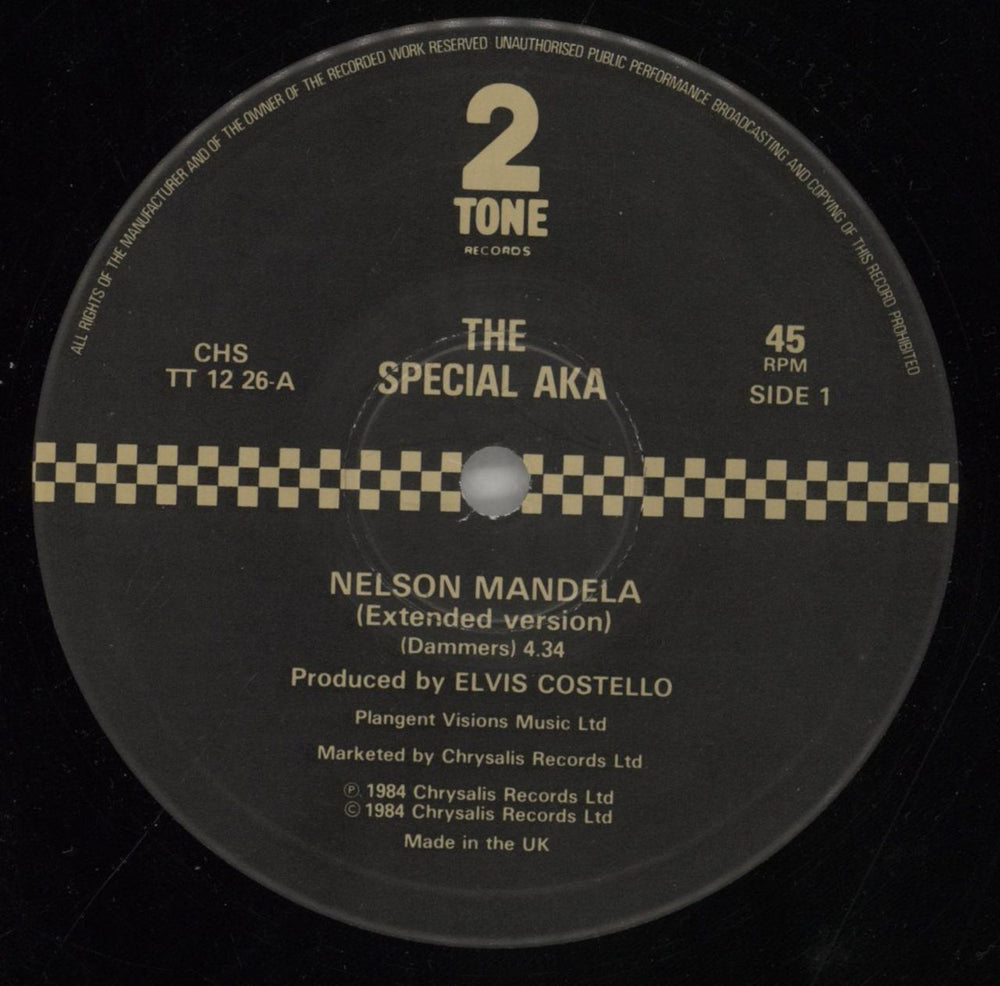 ALL RIGHTS OF THE MANUFACTURER AND OF THE OWNER OF THE RECORDED WORK RESERVED UNAUTHORISED PUBLIC PERFORMANCE BROADCASTING AND COPYING OF THIS RECORD PROHIBITED
2
TONE
RECORDS
THE
SPECIAL AKA
CHS
TT 12 26-A
45
RPM
SIDE 1
NELSON MANDELA
(Extended version)
(Dammers) 4.34
Produced by ELVIS COSTELLO
Plangent Visions Music Ltd
Marketed by Chrysalis Records Ltd
℗ 1984 Chrysalis Records Ltd
© 1984 Chrysalis Records Ltd
Made in the UK